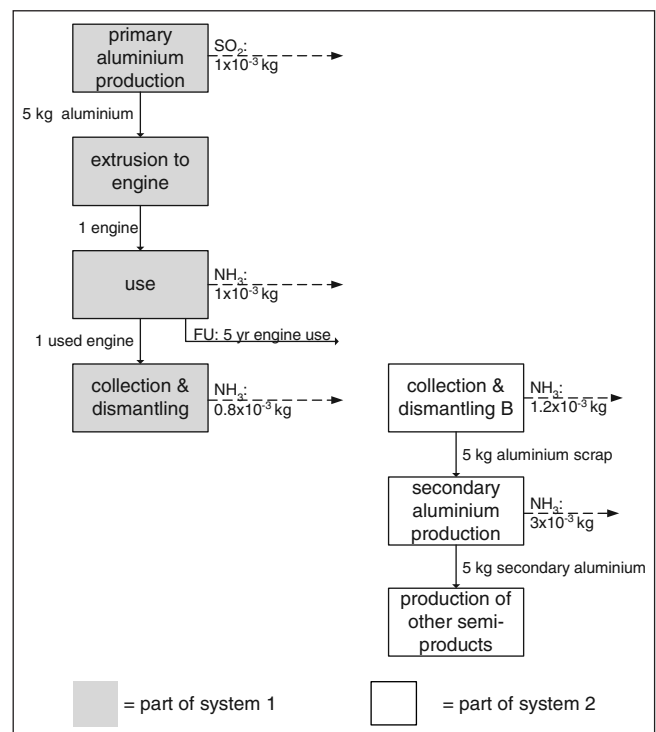 primary
aluminium
production
SO₂:
1x10⁻³ kg
5 kg aluminium
extrusion to
engine
1 engine
use
NH₃:
1x10⁻³ kg
FU: 5 yr engine use
1 used engine
collection &
dismantling
NH₃:
0.8x10⁻³ kg
collection &
dismantling B
NH₃:
1.2x10⁻³ kg
5 kg aluminium scrap
secondary
aluminium
production
NH₃:
3x10⁻³ kg
5 kg secondary aluminium
production of
other semi-
products
= part of system 1
= part of system 2